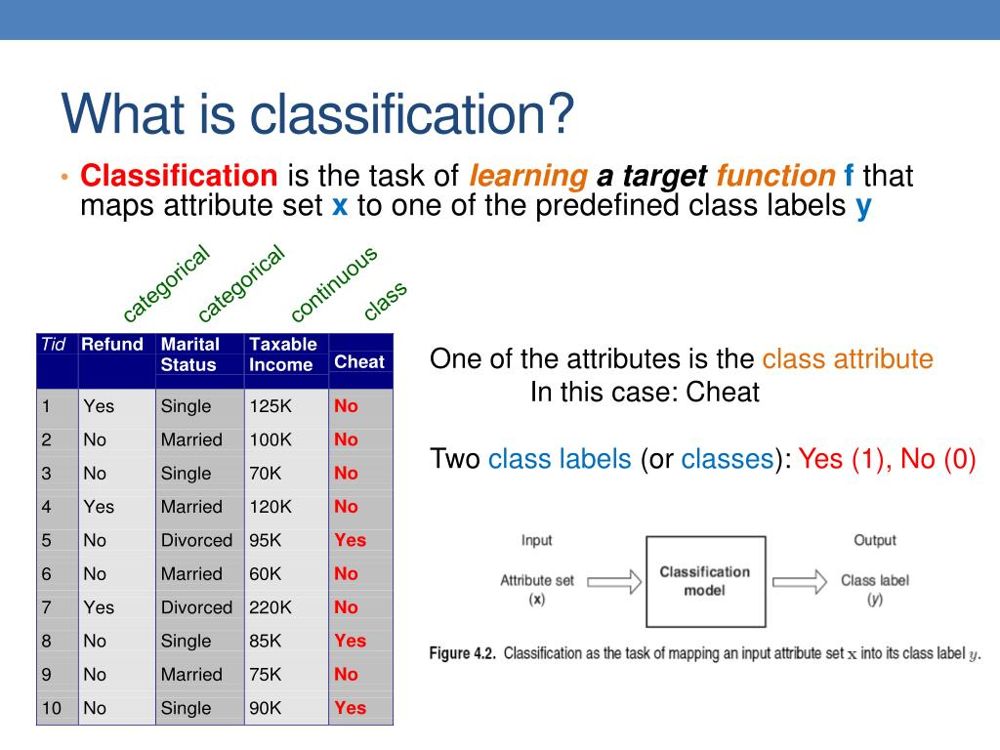 What is classification?
• Classification is the task of learning a target function f that
maps attribute set x to one of the predefined class labels y
categorical
categorical
continuous
class
Tid Refund Marital Status Taxable Income Cheat
1 Yes Single 125K No
2 No Married 100K No
3 No Single 70K No
4 Yes Married 120K No
5 No Divorced 95K Yes
6 No Married 60K No
7 Yes Divorced 220K No
8 No Single 85K Yes
9 No Married 75K No
10 No Single 90K Yes
One of the attributes is the class attribute
In this case: Cheat
Two class labels (or classes): Yes (1), No (0)
Input
Attribute set
(x)
Classification
model
Output
Class label
(y)
Figure 4.2. Classification as the task of mapping an input attribute set x into its class label y.